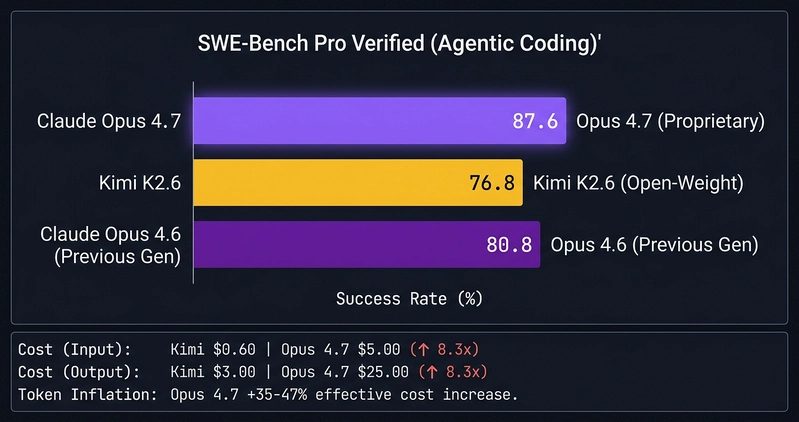 SWE-Bench Pro Verified (Agentic Coding)'
Claude Opus 4.7
87.6
Opus 4.7 (Proprietary)
Kimi K2.6
76.8
Kimi K2.6 (Open-Weight)
Claude Opus 4.6
(Previous Gen)
80.8
Opus 4.6 (Previous Gen)
Success Rate (%)
Cost (Input): Kimi $0.60 | Opus 4.7 $5.00 (↑ 8.3x)
Cost (Output): Kimi $3.00 | Opus 4.7 $25.00 (↑ 8.3x)
Token Inflation: Opus 4.7 +35-47% effective cost increase.